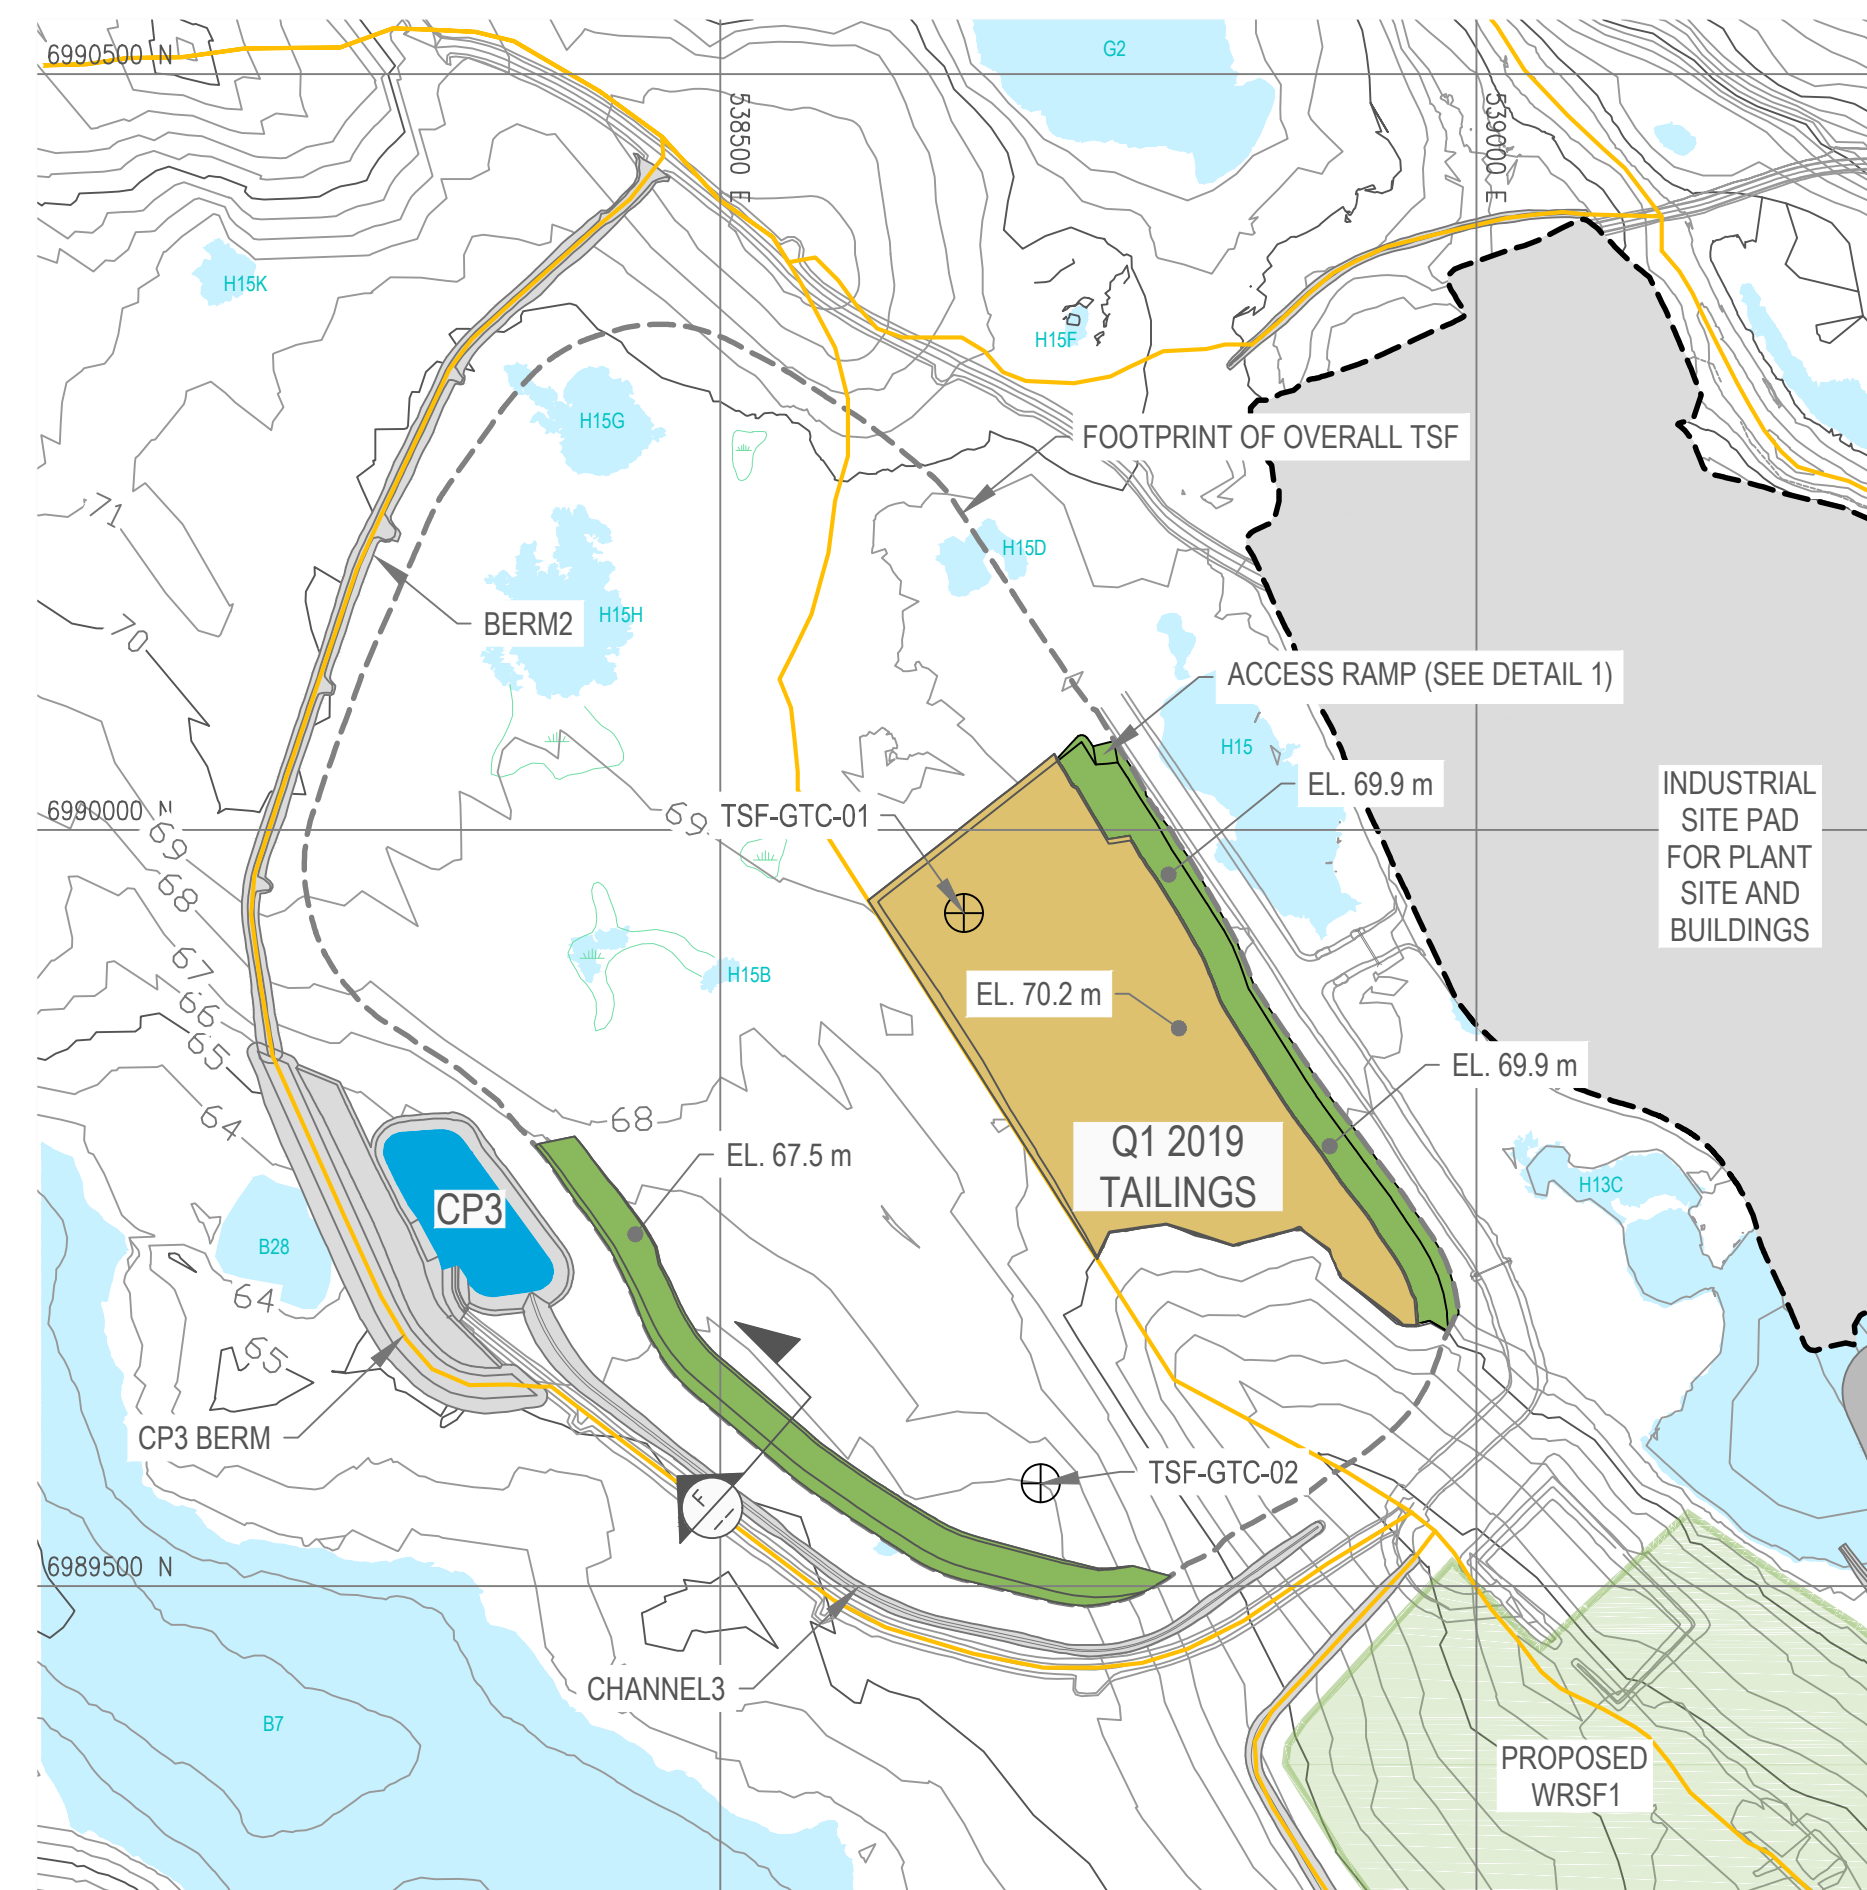 6990500 N
G2
538500 E
539000 E
H15K
H15F
H15G
FOOTPRINT OF OVERALL TSF
71
H15D
H15H
BERM2
70
ACCESS RAMP (SEE DETAIL 1)
H15
EL. 69.9 m
INDUSTRIAL
SITE PAD
FOR PLANT
SITE AND
BUILDINGS
6990000 N
69
TSF-GTC-01
69
68
67
H15B
EL. 70.2 m
66
65
EL. 69.9 m
64
68
Q1 2019
TAILINGS
EL. 67.5 m
H13C
CP3
B28
64
65
CP3 BERM
TSF-GTC-02
F
6989500 N
CHANNEL3
B7
PROPOSED
WRSF1